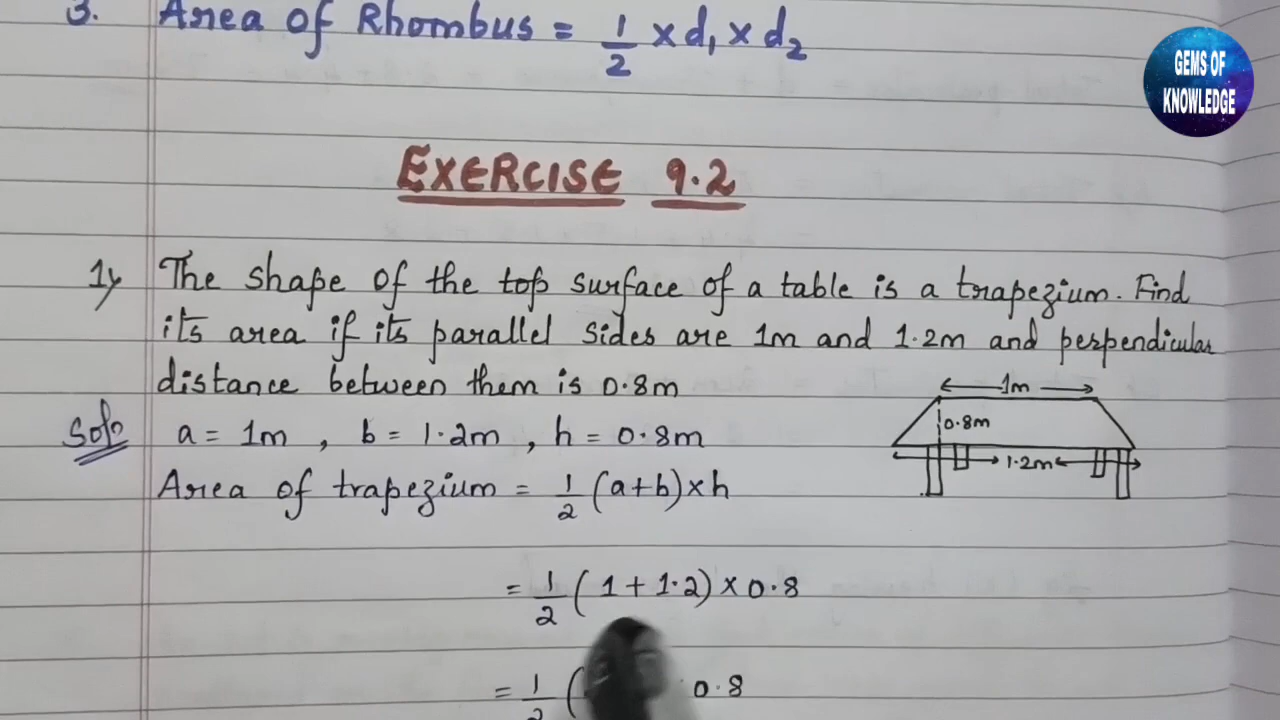 3. Area of Rhombus = 1/2 × d₁ × d₂
GEMS OF
KNOWLEDGE
EXERCISE 9.2
1y The shape of the top surface of a table is a trapezium. Find
its area if its parallel sides are 1m and 1.2m and perpendicular
distance between them is 0.8m
1m
0.8m
1.2m
Soln a = 1m , b = 1.2m , h = 0.8m
Area of trapezium = 1/2 (a+b)×h
= 1/2 (1 + 1.2) × 0.8
= 1/2 ( 0.8